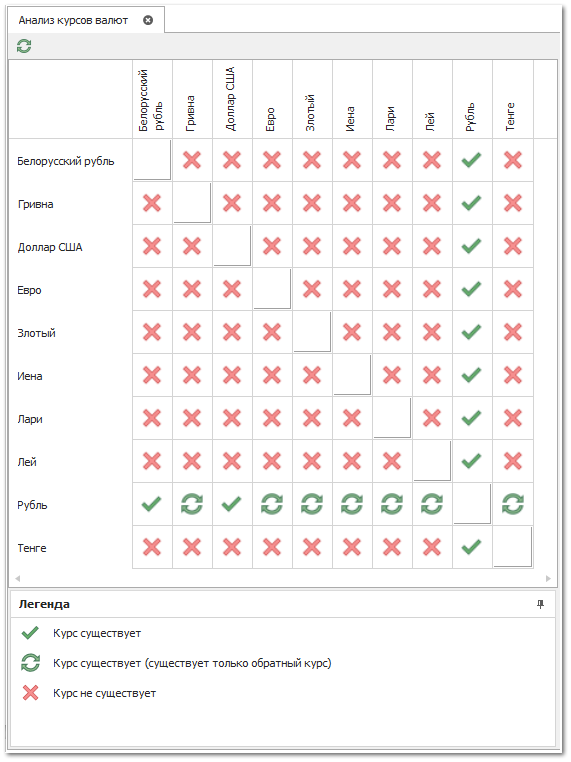 Анализ курсов валют
Белорусский
рубль
Гривна
Доллар США
Евро
Злотый
Иена
Лари
Лей
Рубль
Тенге
Белорусский рубль
Гривна
Доллар США
Евро
Злотый
Иена
Лари
Лей
Рубль
Тенге
Легенда
Курс существует
Курс существует (существует только обратный курс)
Курс не существует